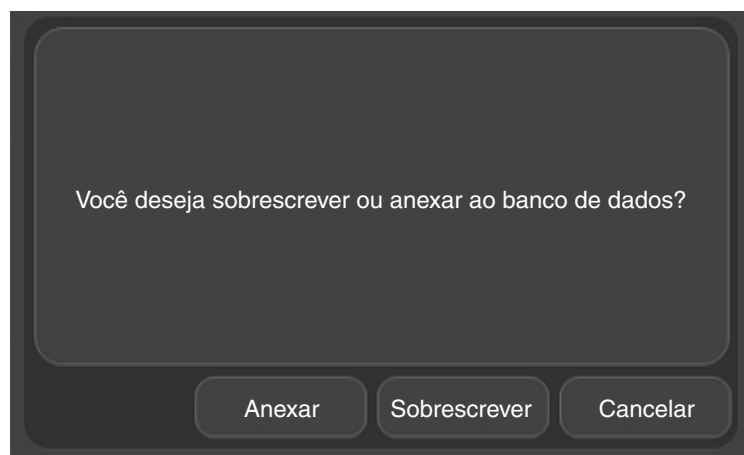 Você deseja sobrescrever ou anexar ao banco de dados?
Anexar
Sobrescrever
Cancelar